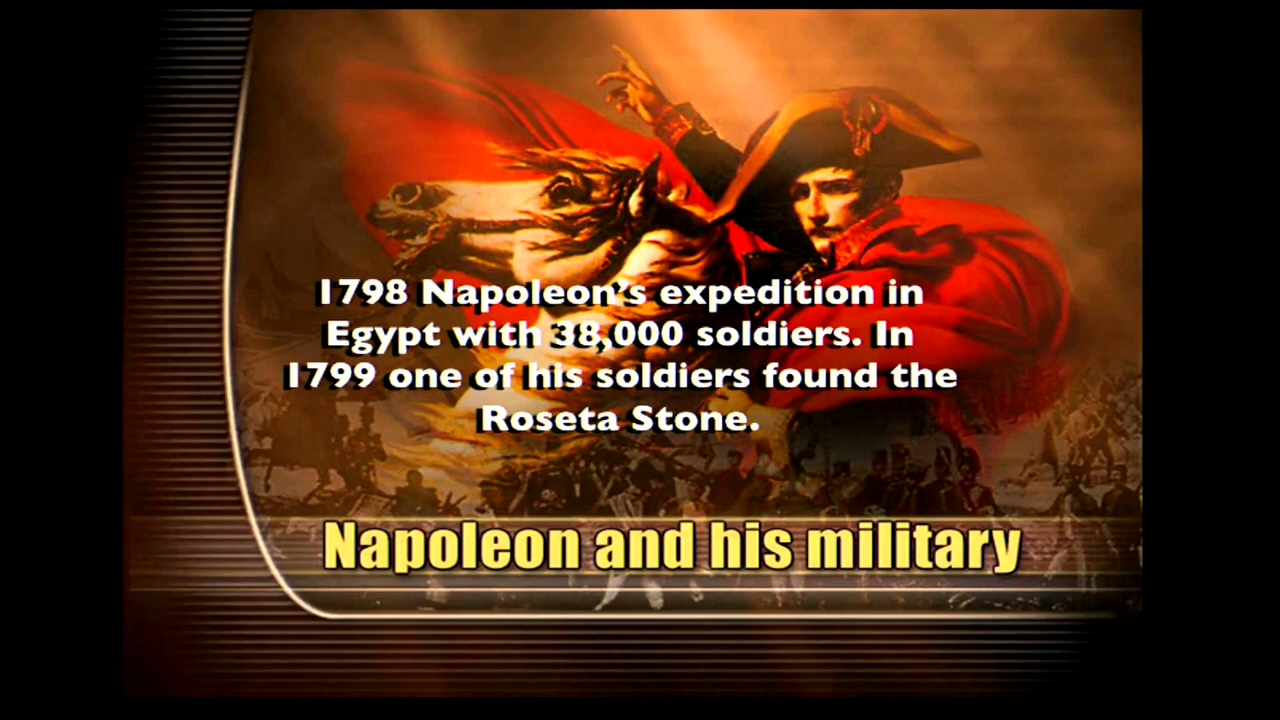 1798 Napoleon's expedition in
Egypt with 38,000 soldiers. In
1799 one of his soldiers found the
Roseta Stone.
Napoleon and his military